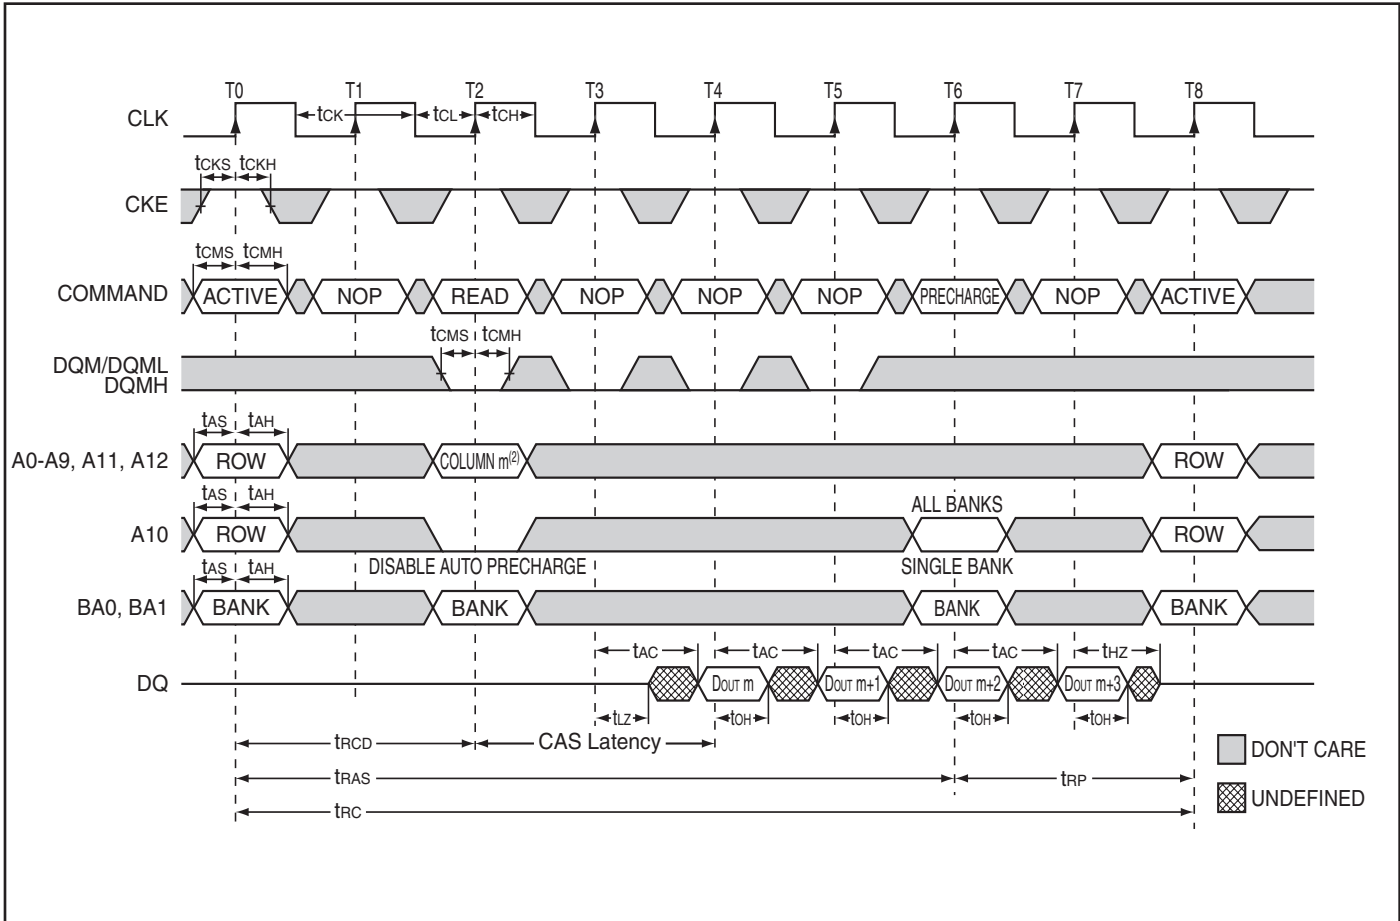 T0 T1 T2 T3 T4 T5 T6 T7 T8
CLK tCK tCL tCH
tCKS tCKH
CKE
tCMS tCMH
COMMAND ACTIVE NOP READ NOP NOP NOP PRECHARGE NOP ACTIVE
tCMS tCMH
DQM/DQML
DQMH
tAS tAH
A0-A9, A11, A12 ROW COLUMN m(2) ROW
tAS tAH ALL BANKS
A10 ROW ROW
DISABLE AUTO PRECHARGE SINGLE BANK
tAS tAH
BA0, BA1 BANK BANK BANK BANK
tAC tAC tAC tAC tHZ
DQ DOUT m DOUT m+1 DOUT m+2 DOUT m+3
tLZ tOH tOH tOH tOH
tRCD CAS Latency
DON'T CARE
tRAS tRP
UNDEFINED
tRC